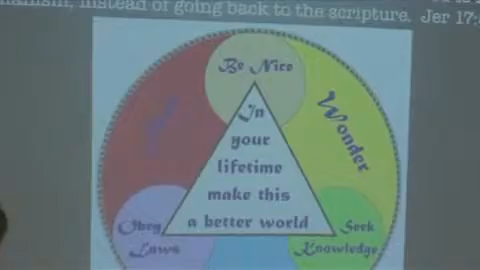 instead of going back to the scripture. Jer 17:
Be Nice
Wonder
In
your
lifetime
make this
a better world
Obey
Laws
Seek
Knowledge